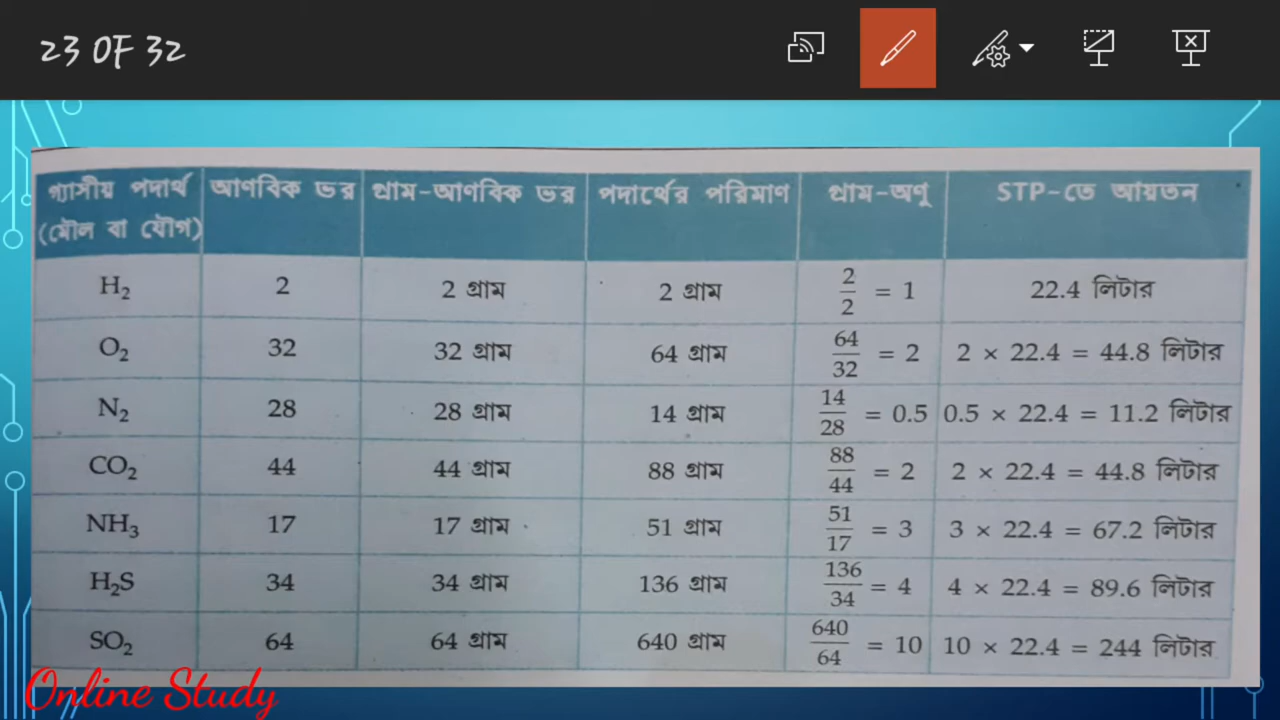 23 OF 32
গ্যাসীয় পদার্থ (মৌল বা যৌগ) আণবিক ভর গ্রাম-আণবিক ভর পদার্থের পরিমাণ গ্রাম-অণু STP-তে আয়তন
H₂ 2 2 গ্রাম 2 গ্রাম 2/2 = 1 22.4 লিটার
O₂ 32 32 গ্রাম 64 গ্রাম 64/32 = 2 2 × 22.4 = 44.8 লিটার
N₂ 28 28 গ্রাম 14 গ্রাম 14/28 = 0.5 0.5 × 22.4 = 11.2 লিটার
CO₂ 44 44 গ্রাম 88 গ্রাম 88/44 = 2 2 × 22.4 = 44.8 লিটার
NH₃ 17 17 গ্রাম 51 গ্রাম 51/17 = 3 3 × 22.4 = 67.2 লিটার
H₂S 34 34 গ্রাম 136 গ্রাম 136/34 = 4 4 × 22.4 = 89.6 লিটার
SO₂ 64 64 গ্রাম 640 গ্রাম 640/64 = 10 10 × 22.4 = 244 লিটার
Online Study